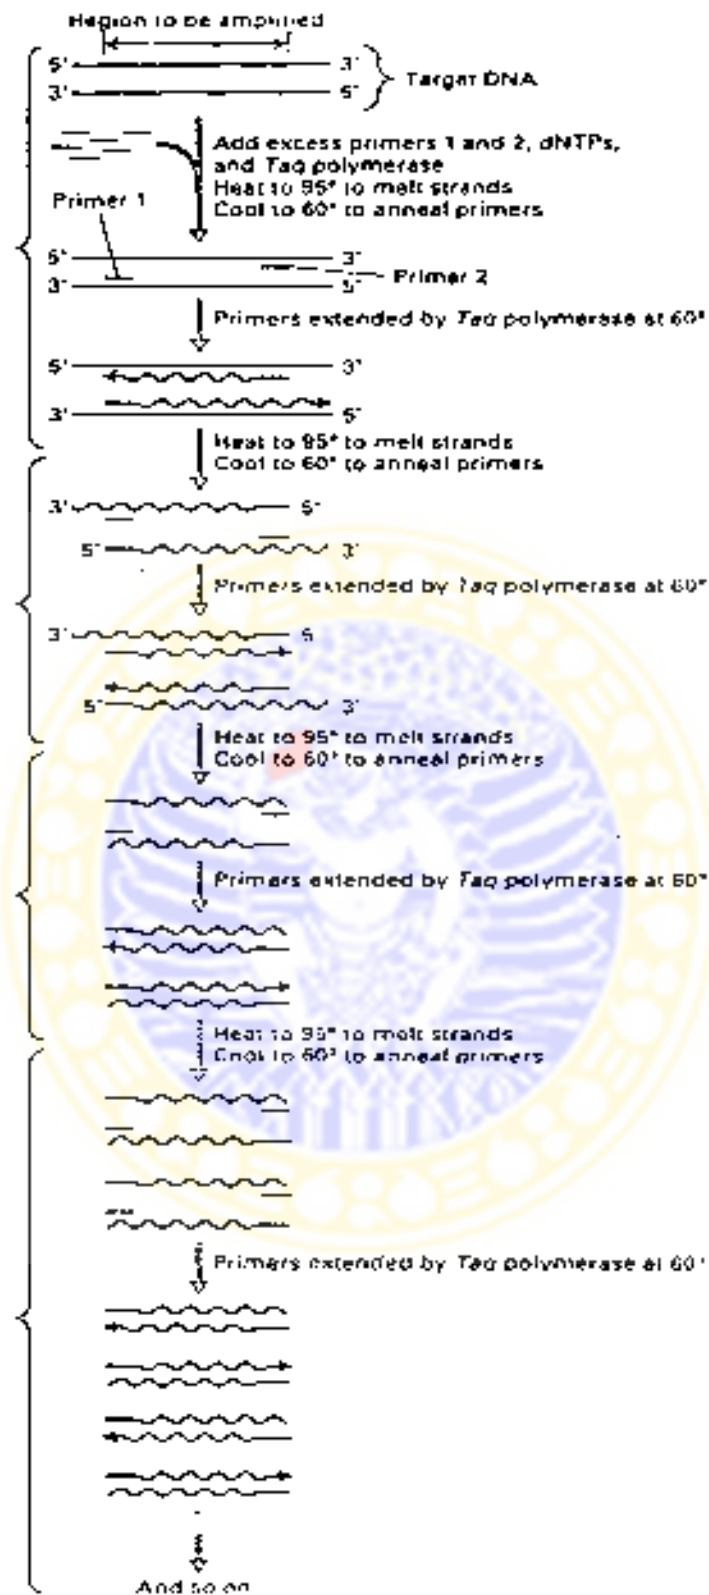 Region to be amplified
5' 3'
3' 5'
Target DNA
Add excess primers 1 and 2, dNTPs,
and Taq polymerase
Heat to 95° to melt strands
Cool to 60° to anneal primers
Primer 1
5' 3'
3' 5'
Primer 2
Primers extended by Taq polymerase at 60°
5' 3'
3' 5'
Heat to 95° to melt strands
Cool to 60° to anneal primers
3' 5'
5' 3'
Primers extended by Taq polymerase at 60°
3' 5
5' 3'
Heat to 95° to melt strands
Cool to 60° to anneal primers
Primers extended by Taq polymerase at 60°
Heat to 95° to melt strands
Cool to 60° to anneal primers
Primers extended by Taq polymerase at 60°
And so on